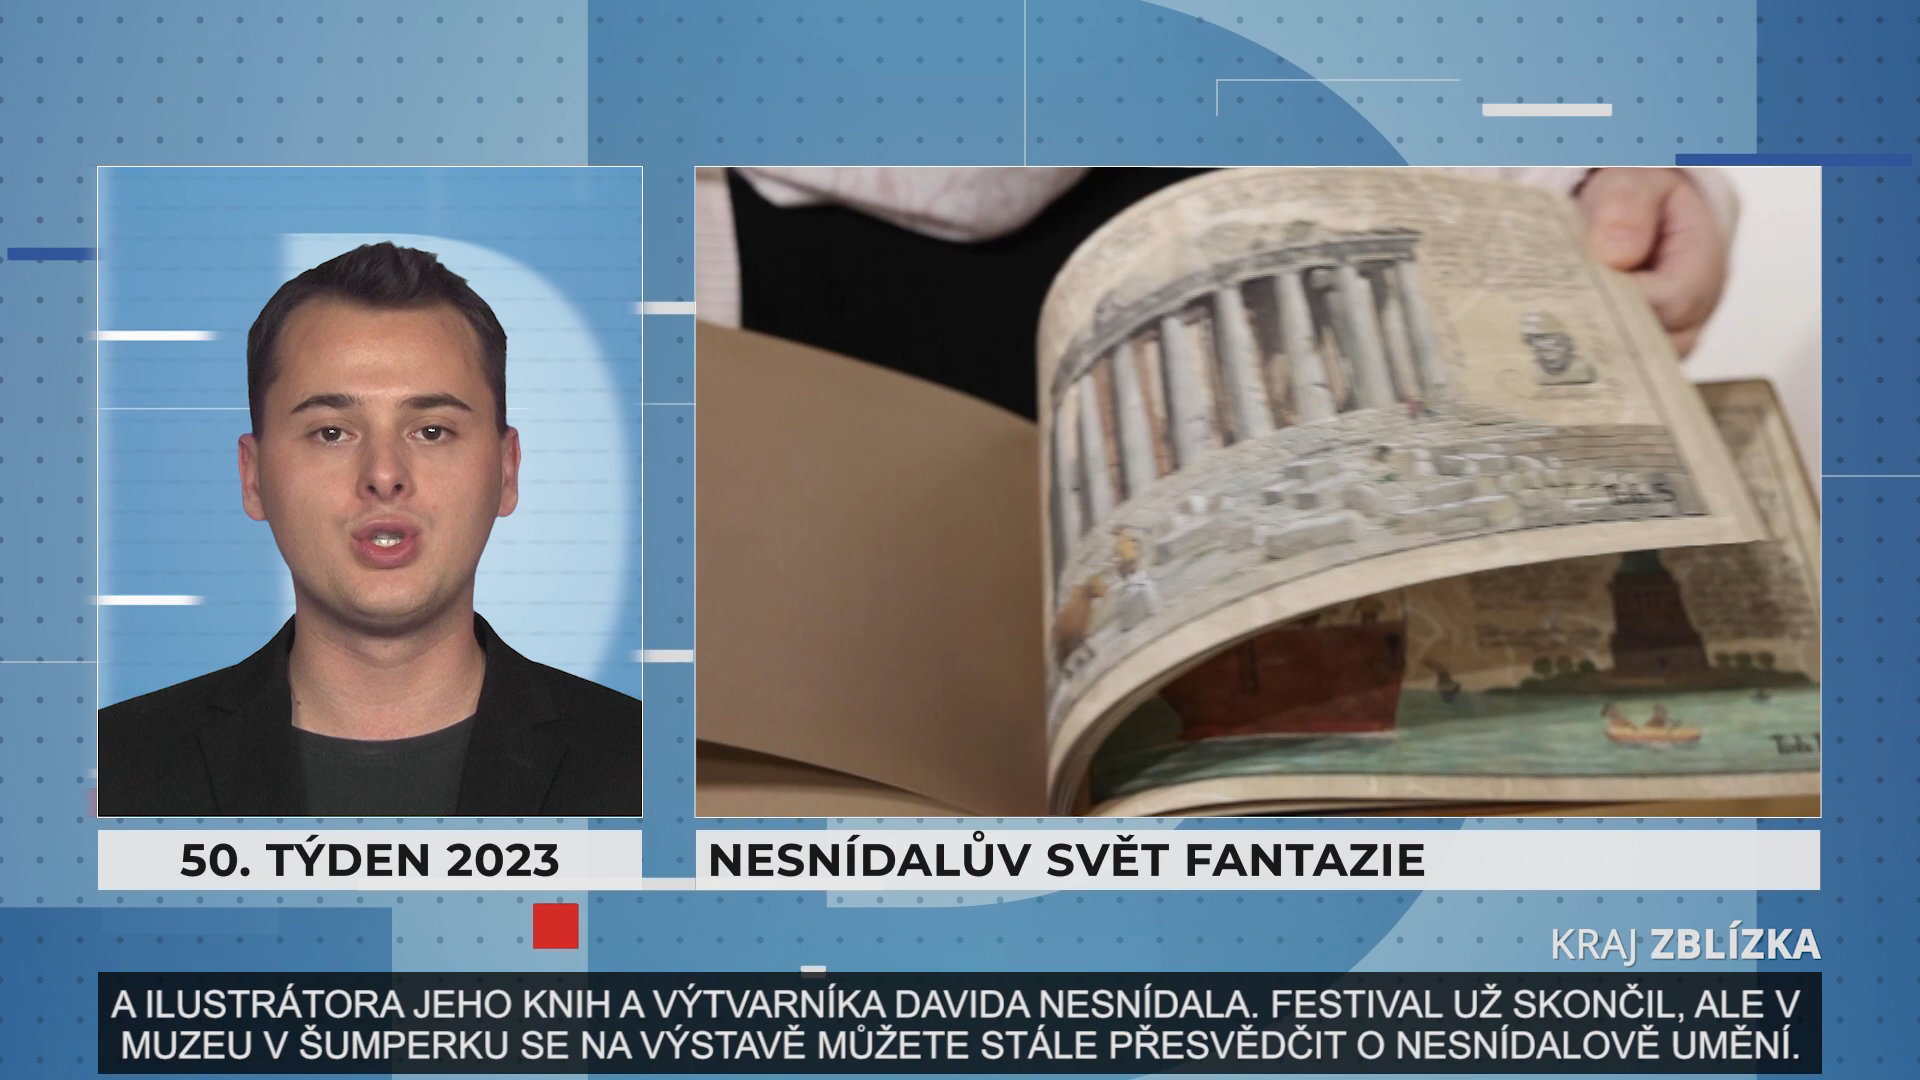 50. TÝDEN 2023
NESNÍDALŮV SVĚT FANTAZIE
KRAJ ZBLÍZKA
A ILUSTRÁTORA JEHO KNIH A VÝTVARNÍKA DAVIDA NESNÍDALA. FESTIVAL UŽ SKONČIL, ALE V
MUZEU V ŠUMPERKU SE NA VÝSTAVĚ MŮŽETE STÁLE PŘESVĚDČIT O NESNÍDALOVĚ UMĚNÍ.